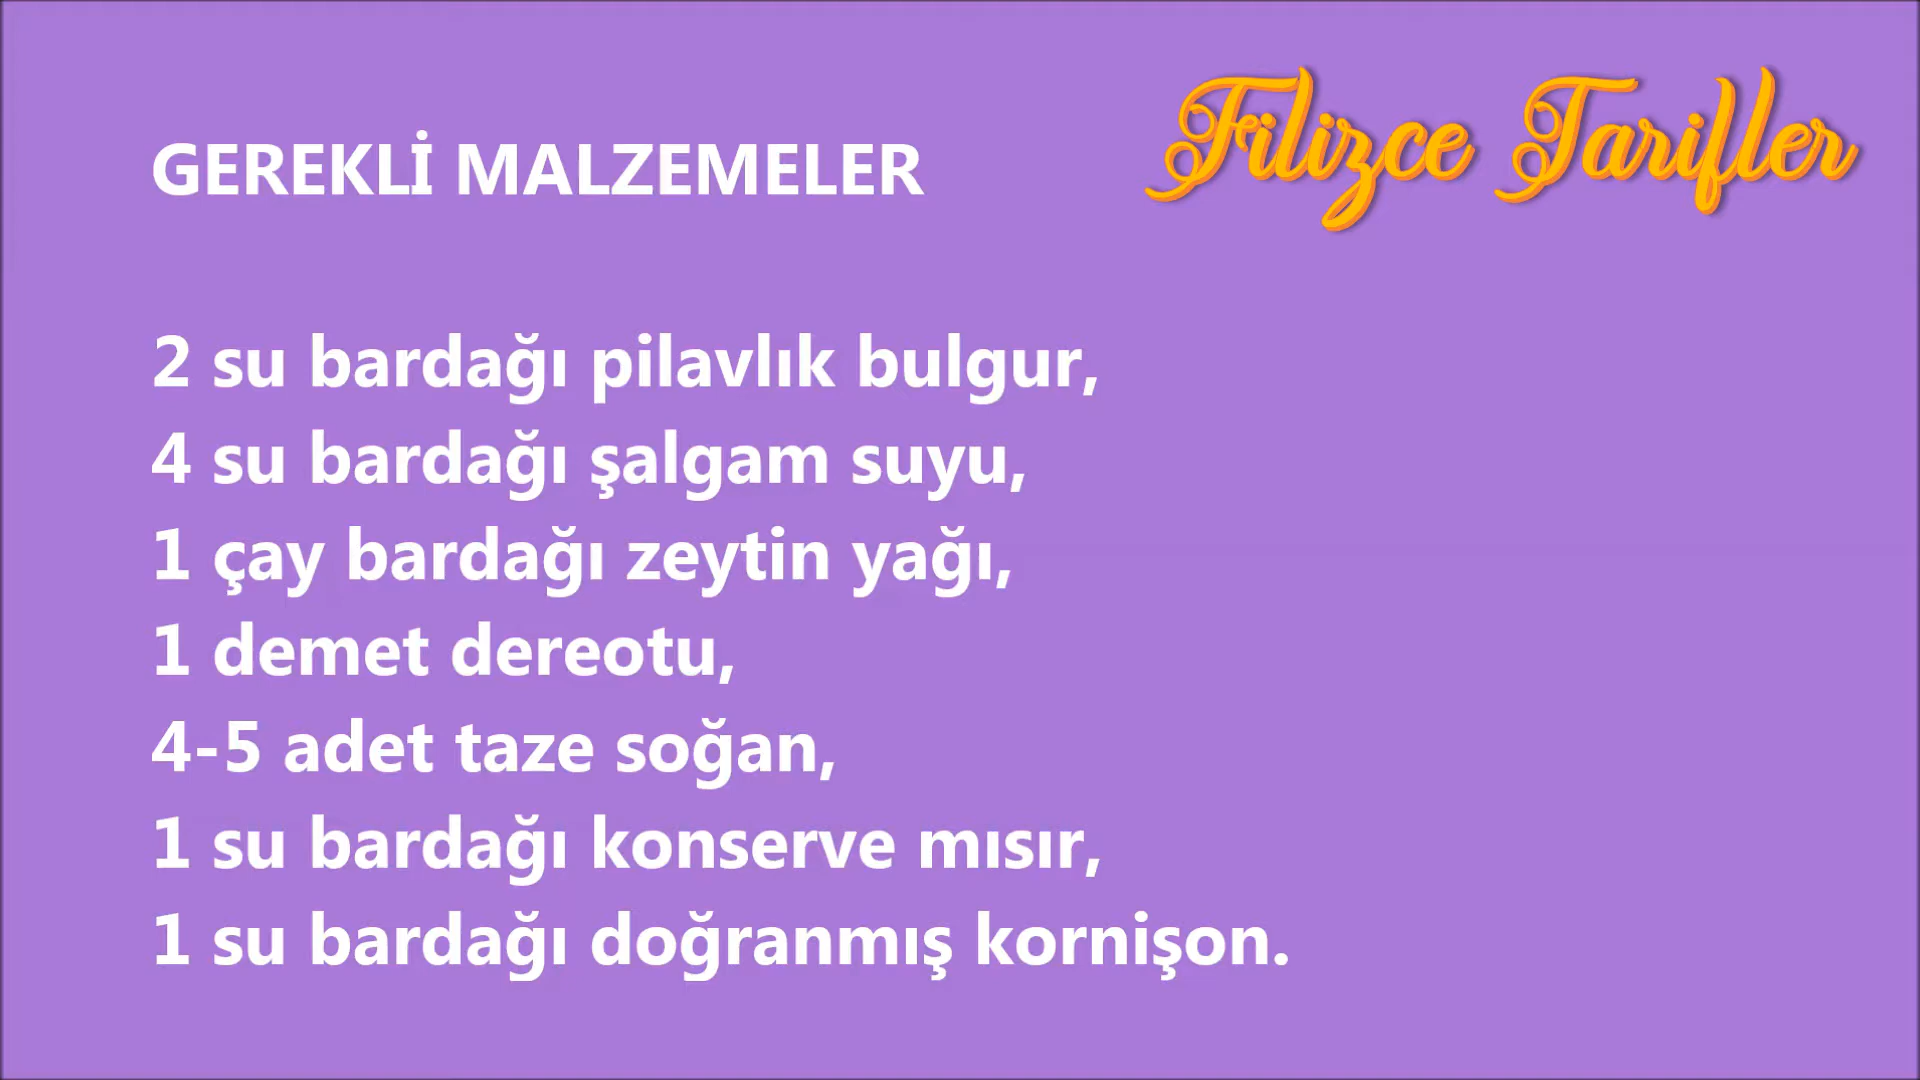 Filizce Tarifler
GEREKLİ MALZEMELER
2 su bardağı pilavlık bulgur,
4 su bardağı şalgam suyu,
1 çay bardağı zeytin yağı,
1 demet dereotu,
4-5 adet taze soğan,
1 su bardağı konserve mısır,
1 su bardağı doğranmış kornişon.